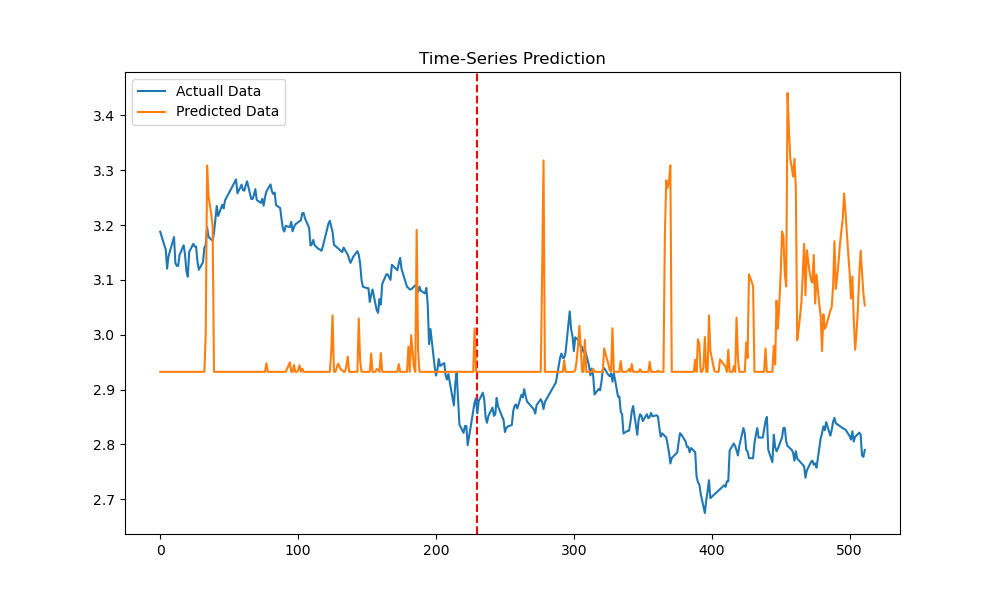 Time-Series Prediction
Actuall Data
Predicted Data
3.4
3.3
3.2
3.1
3.0
2.9
2.8
2.7
0 100 200 300 400 500